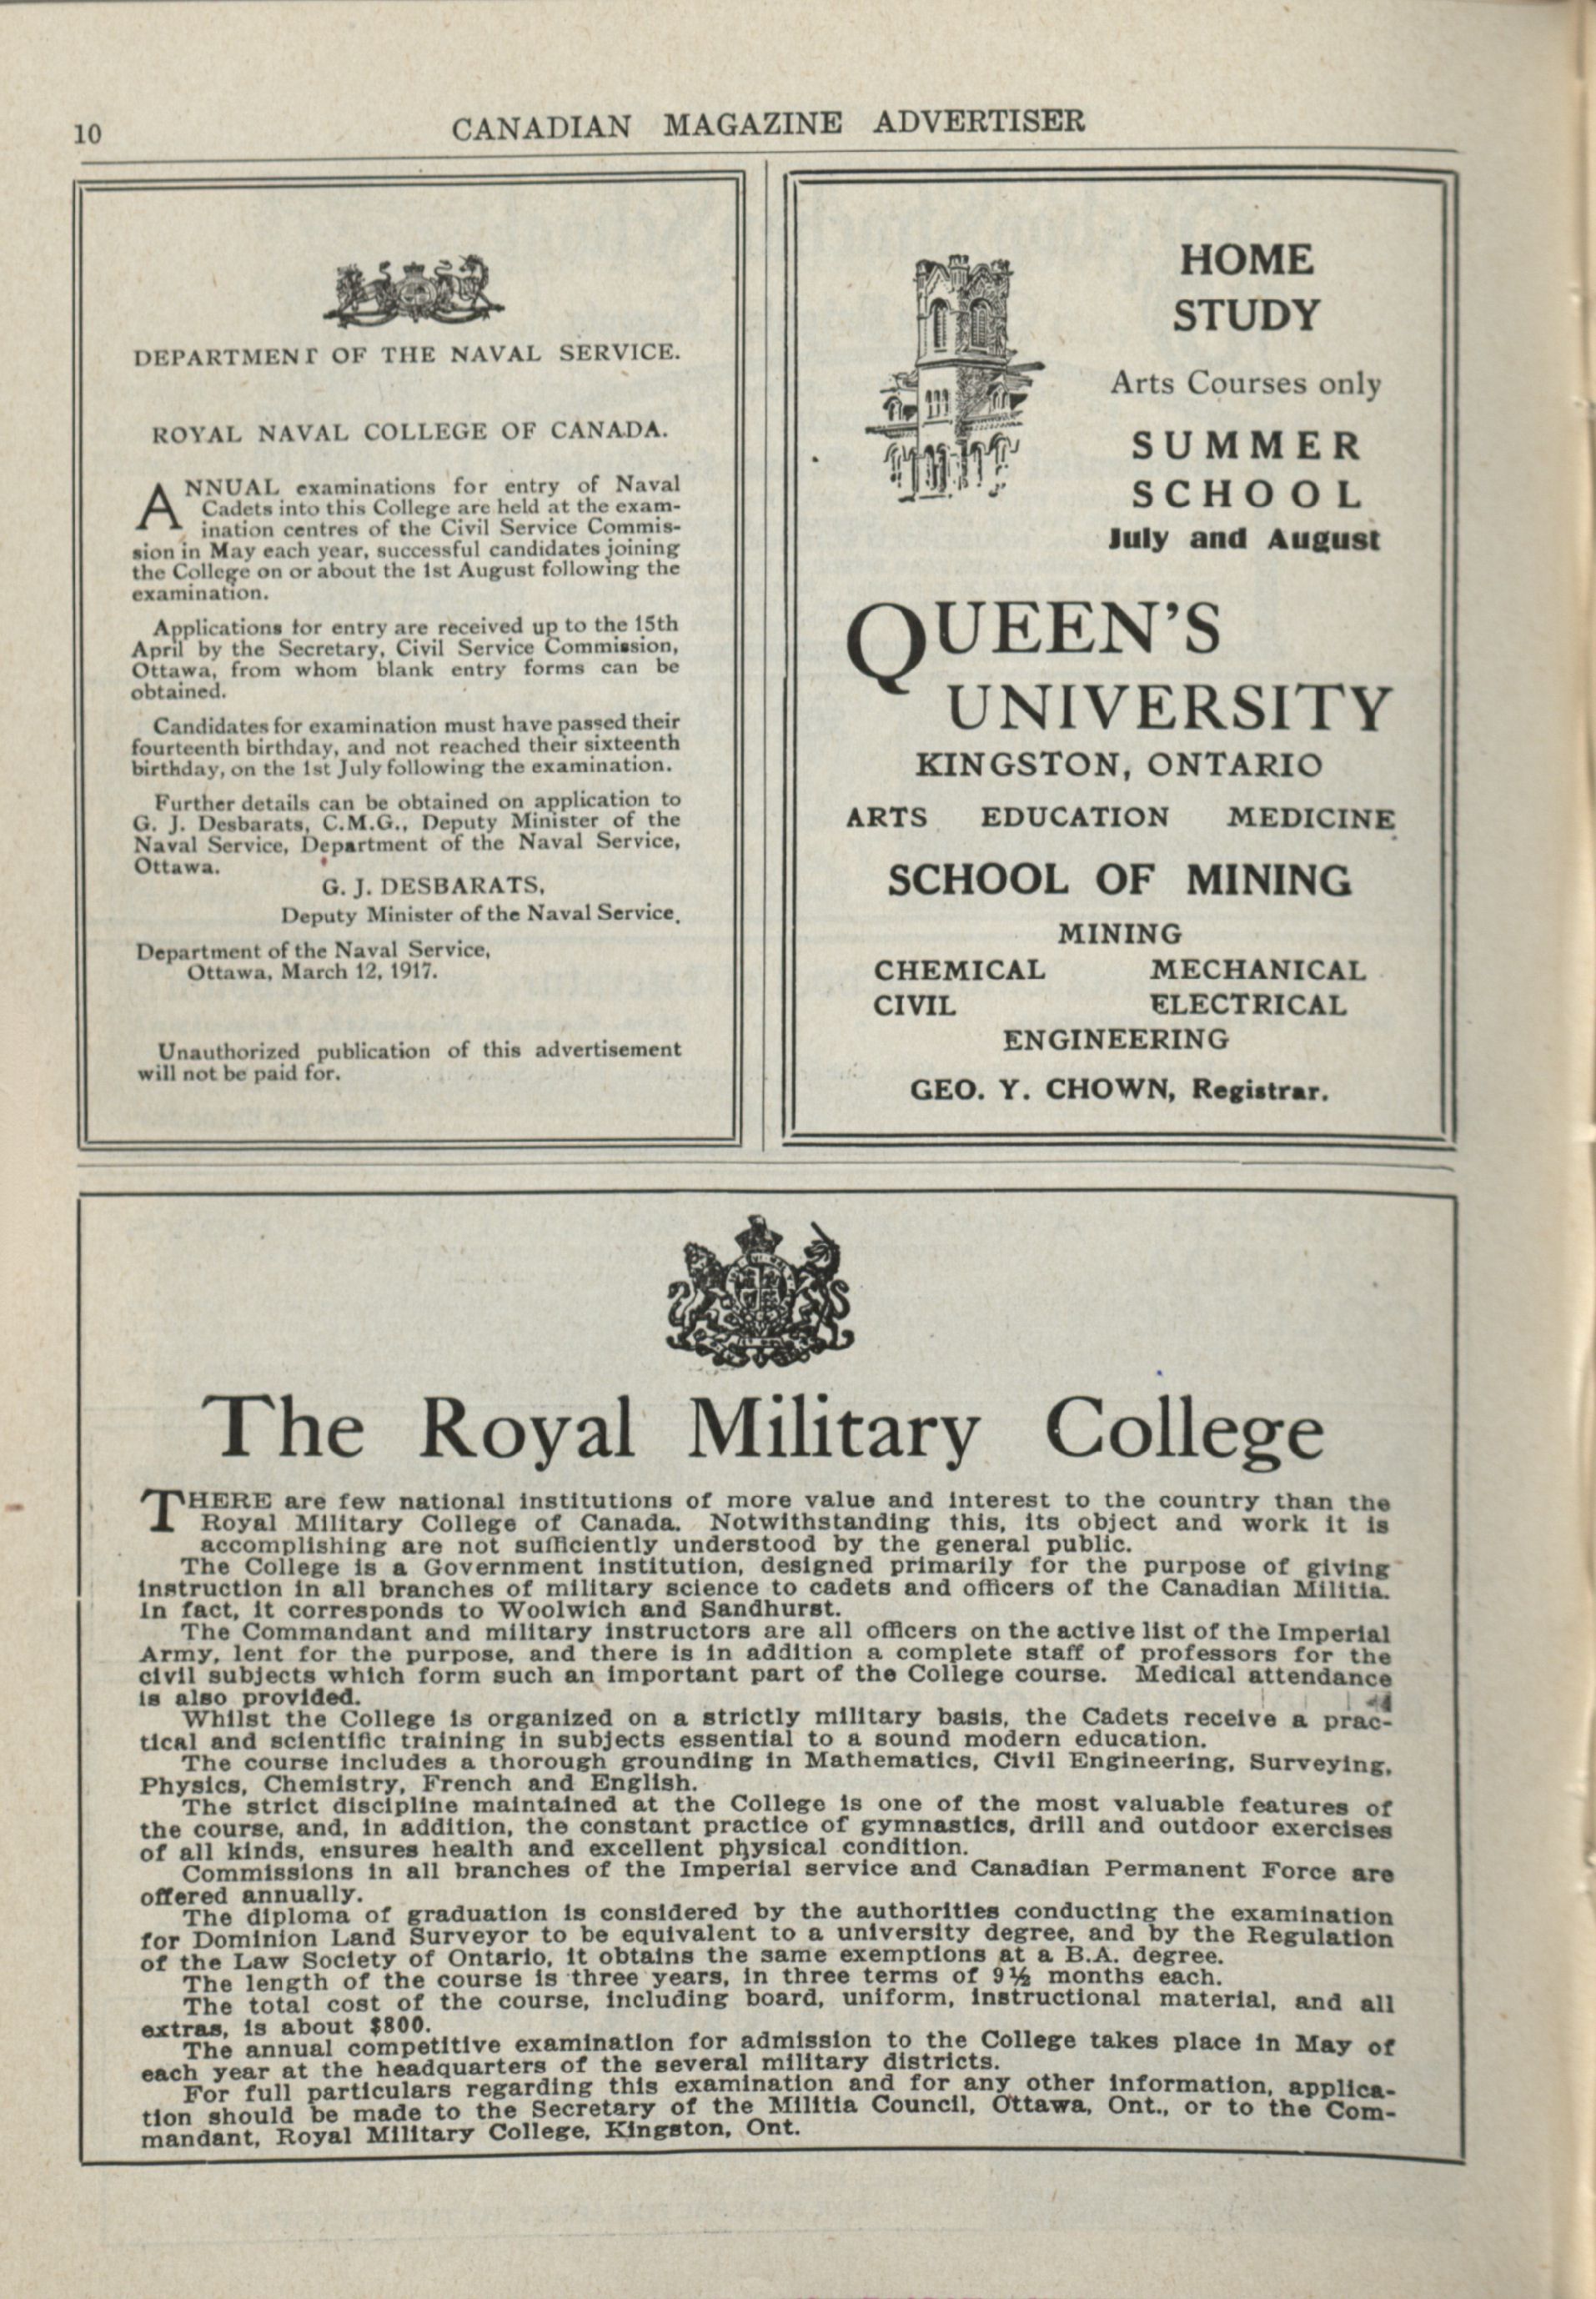 10
CANADIAN MAGAZINE ADVERTISER
DEPARTMENT OF THE NAVAL SERVICE.
ROYAL NAVAL COLLEGE OF CANADA.
ANNUAL examinations for entry of Naval
Cadets into this College are held at the exam-
ination centres of the Civil Service Commis-
sion in May each year, successful candidates joining
the College on or about the 1st August following the
examination.
Applications for entry are received up to the 15th
April by the Secretary, Civil Service Commission,
Ottawa, from whom blank entry forms can be
obtained.
Candidates for examination must have passed their
fourteenth birthday, and not reached their sixteenth
birthday, on the 1st July following the examination.
Further details can be obtained on application to
G. J. Desbarats, C.M.G., Deputy Minister of the
Naval Service, Department of the Naval Service,
Ottawa.
G. J. DESBARATS,
Deputy Minister of the Naval Service.
Department of the Naval Service,
Ottawa, March 12, 1917.
Unauthorized publication of this advertisement
will not be paid for.
HOME
STUDY
Arts Courses only
SUMMER
SCHOOL
July and August
QUEEN'S
UNIVERSITY
KINGSTON, ONTARIO
ARTS EDUCATION MEDICINE
SCHOOL OF MINING
MINING
CHEMICAL MECHANICAL
CIVIL ELECTRICAL
ENGINEERING
GEO. Y. CHOWN, Registrar.
The Royal Military College
THERE are few national institutions of more value and interest to the country than the
Royal Military College of Canada. Notwithstanding this, its object and work it is
accomplishing are not sufficiently understood by the general public.
The College is a Government institution, designed primarily for the purpose of giving
instruction in all branches of military science to cadets and officers of the Canadian Militia.
In fact, it corresponds to Woolwich and Sandhurst.
The Commandant and military instructors are all officers on the active list of the Imperial
Army, lent for the purpose, and there is in addition a complete staff of professors for the
civil subjects which form such an important part of the College course. Medical attendance
is also provided.
Whilst the College is organized on a strictly military basis, the Cadets receive a prac-
tical and scientific training in subjects essential to a sound modern education.
The course includes a thorough grounding in Mathematics, Civil Engineering, Surveying,
Physics, Chemistry, French and English.
The strict discipline maintained at the College is one of the most valuable features of
the course, and, in addition, the constant practice of gymnastics, drill and outdoor exercises
of all kinds, ensures health and excellent physical condition.
Commissions in all branches of the Imperial service and Canadian Permanent Force are
offered annually.
The diploma of graduation is considered by the authorities conducting the examination
for Dominion Land Surveyor to be equivalent to a university degree, and by the Regulation
of the Law Society of Ontario, it obtains the same exemptions at a B.A. degree.
The length of the course is three years, in three terms of 9½ months each.
The total cost of the course, including board, uniform, instructional material, and all
extras, is about $800.
The annual competitive examination for admission to the College takes place in May of
each year at the headquarters of the several military districts.
For full particulars regarding this examination and for any other information, applica-
tion should be made to the Secretary of the Militia Council, Ottawa, Ont., or to the Com-
mandant, Royal Military College, Kingston, Ont.